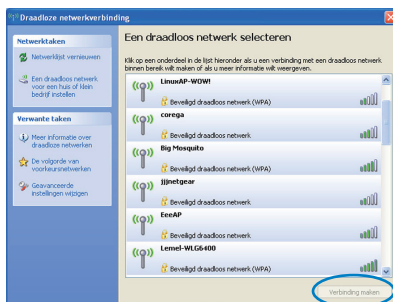 Draadloze netwerkverbinding
Netwerktaken
Netwerklijst vernieuwen
Een draadloos netwerk
voor een huis of klein
bedrijf instellen
Verwante taken
Meer informatie over
draadloze netwerken
De volgorde van
voorkeursnetwerken
Geavanceerde
instellingen wijzigen
Een draadloos netwerk selecteren
Klik op een onderdeel in de lijst hieronder als u een verbinding met een draadloos netwerk
binnen bereik wilt maken of als u meer informatie wilt weergeven.
LinuxAP-WOW!
Beveiligd draadloos netwerk (WPA)
corega
Beveiligd draadloos netwerk
Big Mosquito
Beveiligd draadloos netwerk (WPA)
jjjnetgear
Beveiligd draadloos netwerk
EeeAP
Beveiligd draadloos netwerk
Lemel-WLG6400
Beveiligd draadloos netwerk (WPA)
Verbinding maken